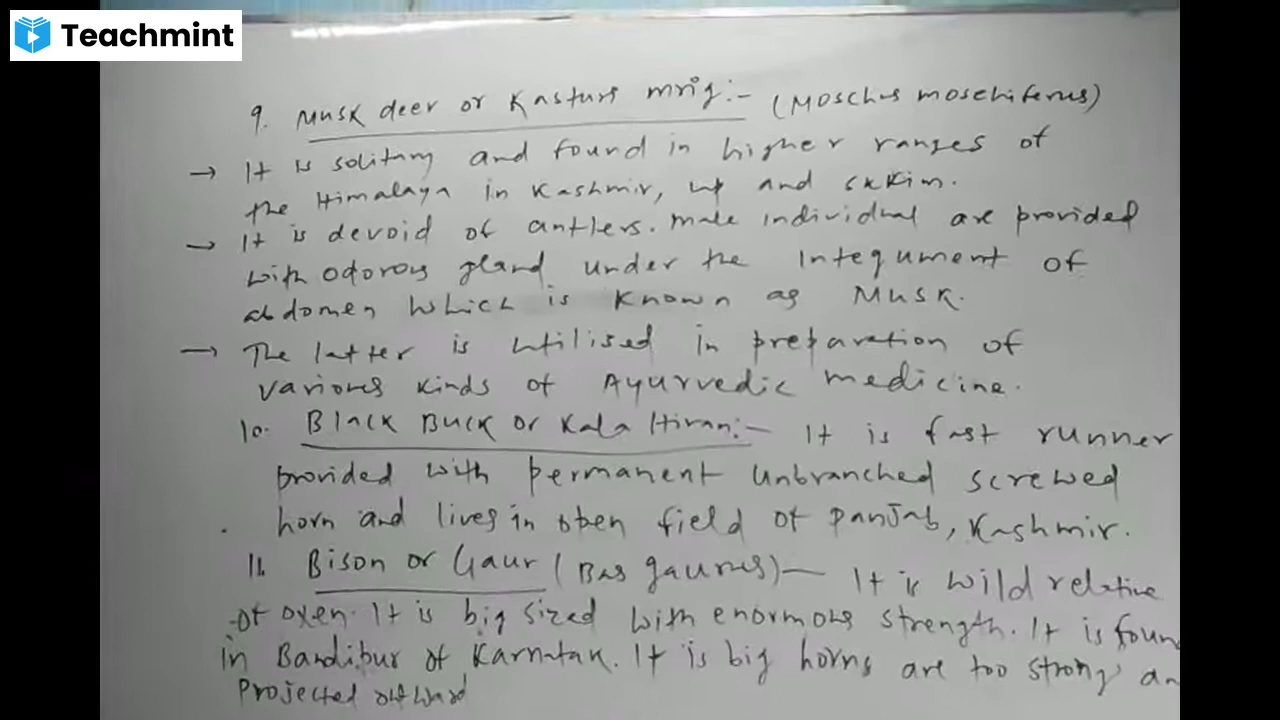 Teachmint
9. Musk deer or Kasturi mrig:- (Moschus moschiferus)
→ It is solitary and found in higher ranges of
the Himalaya in Kashmir, up and skkim.
→ It is devoid of antlers. Male individual are provided
with odorous gland under the Integument of
abdomen which is known as Musk.
→ The latter is utilised in preparation of
various kinds of Ayurvedic medicine.
10. Black Buck or Kala Hiran:- It is fast runner
provided with permanent unbranched screwed
horn and lives in open field of Panjab, Kashmir.
11. Bison or Gaur (Bas gaurus) — It is wild relative
of oxen. It is big sized with enormous strength. It is foun
in Bandipur of Karnatak. It is big horns are too strong an
Projected outward